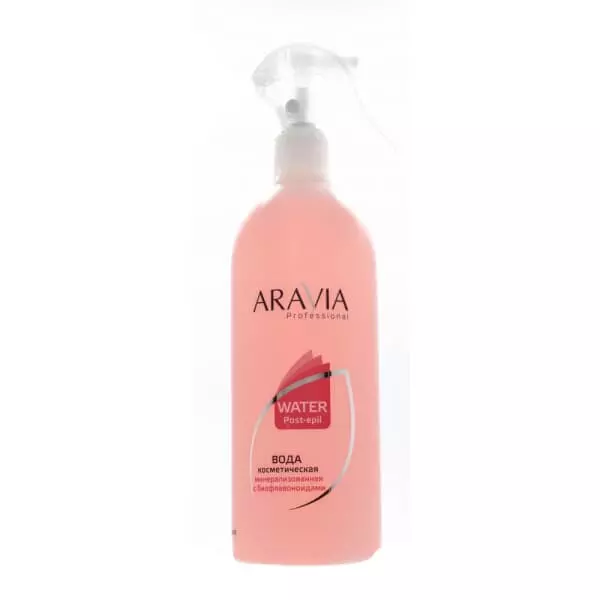 ARAVIA
Professional
WATER
Post-epil
ВОДА
косметическая
минерализованная
с биофлавоноидами